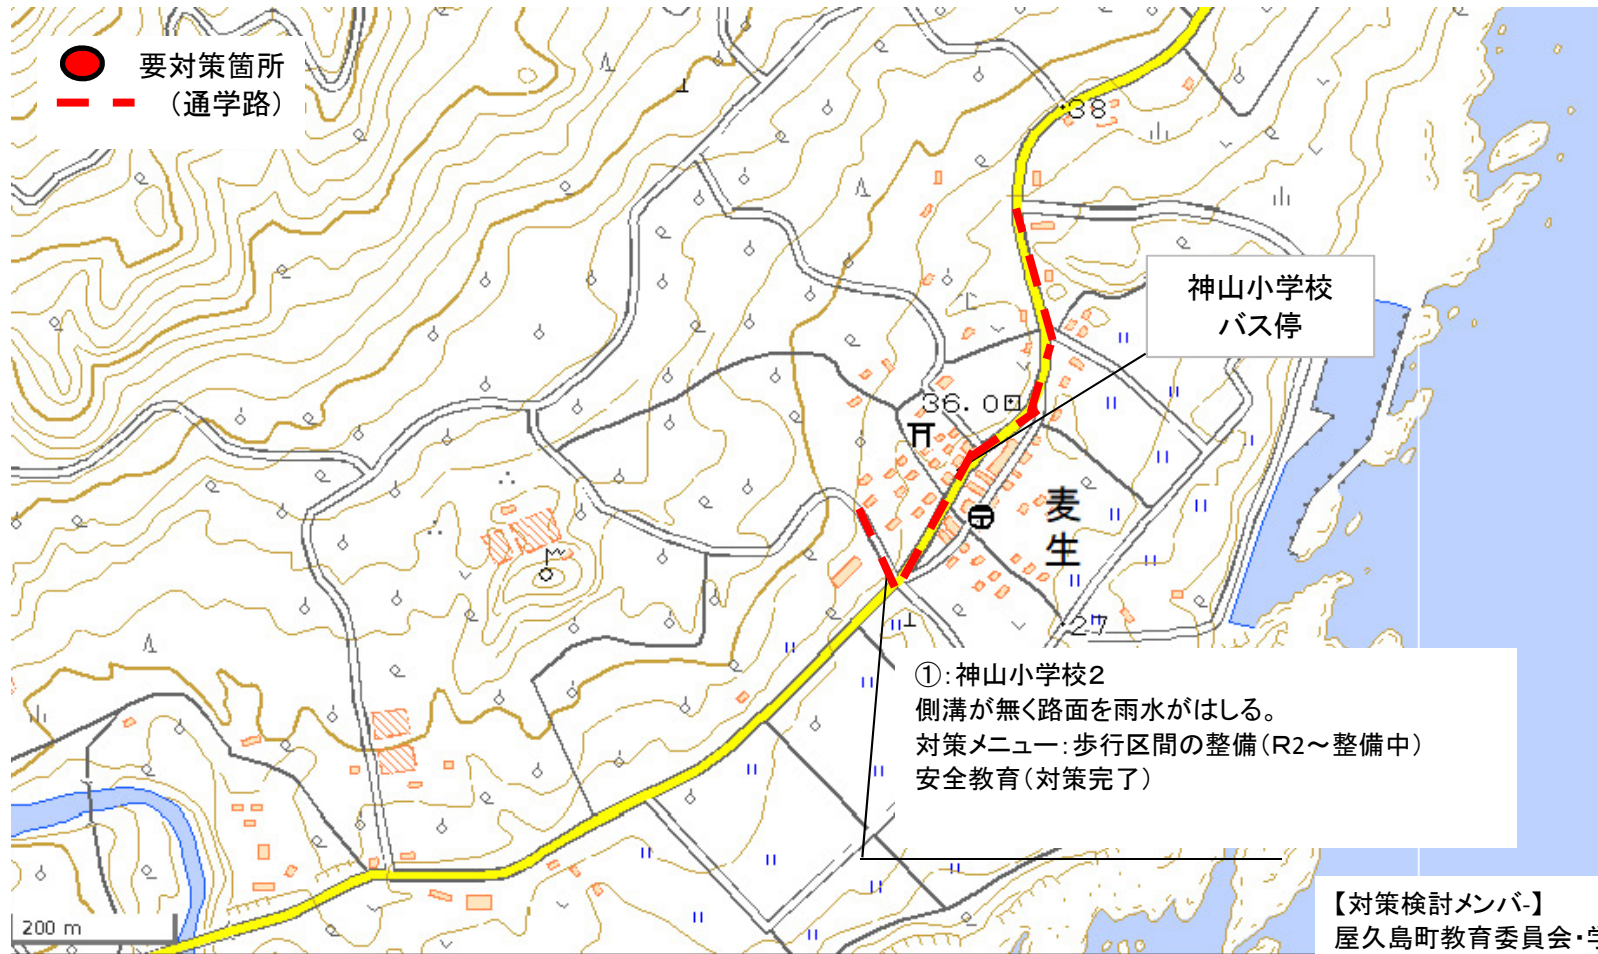 要対策箇所
（通学路）
38
神山小学校
バス停
36.0
麦生
27
①：神山小学校２
側溝が無く路面を雨水がはしる。
対策メニュー：歩行区間の整備（R2～整備中）
安全教育（対策完了）
200 m
【対策検討メンバ-】
屋久島町教育委員会・学